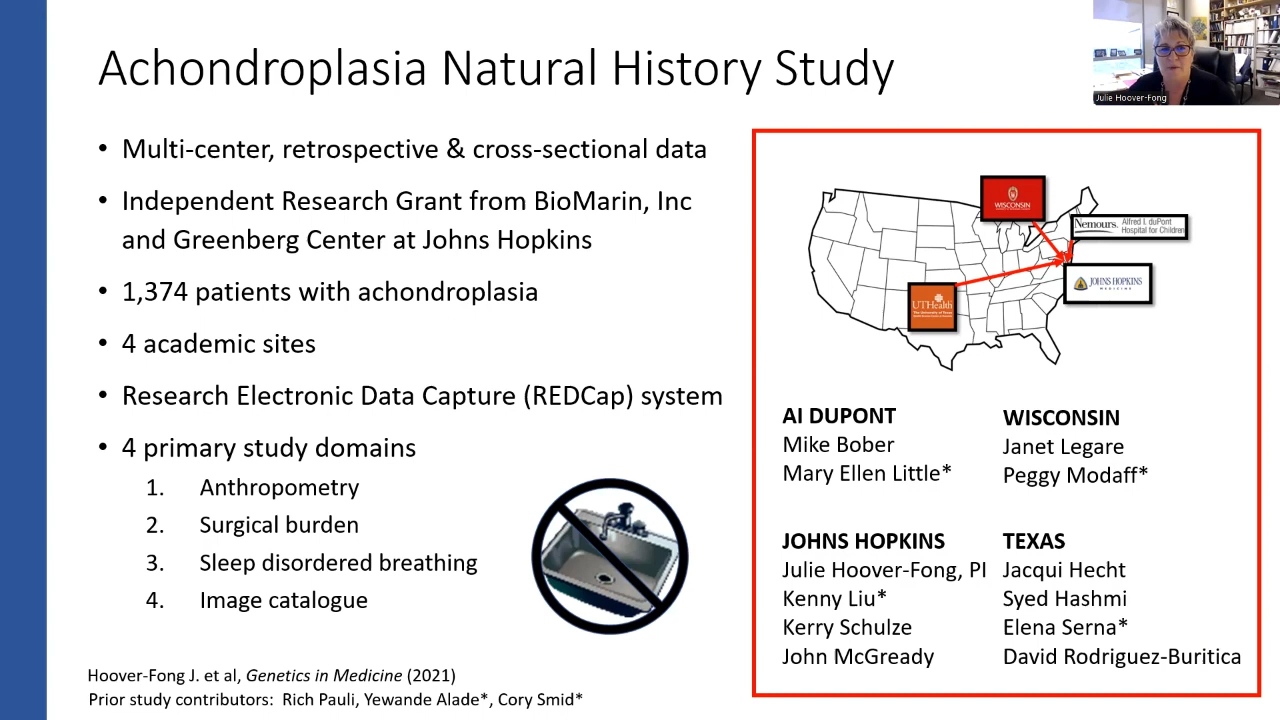 Achondroplasia Natural History Study
Julie Hoover-Fong
• Multi-center, retrospective & cross-sectional data
• Independent Research Grant from BioMarin, Inc
and Greenberg Center at Johns Hopkins
• 1,374 patients with achondroplasia
• 4 academic sites
• Research Electronic Data Capture (REDCap) system
• 4 primary study domains
1. Anthropometry
2. Surgical burden
3. Sleep disordered breathing
4. Image catalogue
Hoover-Fong J. et al, Genetics in Medicine (2021)
Prior study contributors: Rich Pauli, Yewande Alade*, Cory Smid*
WISCONSIN
Nemours. Alfred I. duPont
Hospital for Children
JOHNS HOPKINS
MEDICINE
UTHealth
The University of Texas
AI DUPONT
Mike Bober
Mary Ellen Little*
WISCONSIN
Janet Legare
Peggy Modaff*
JOHNS HOPKINS
Julie Hoover-Fong, PI
Kenny Liu*
Kerry Schulze
John McGready
TEXAS
Jacqui Hecht
Syed Hashmi
Elena Serna*
David Rodriguez-Buritica